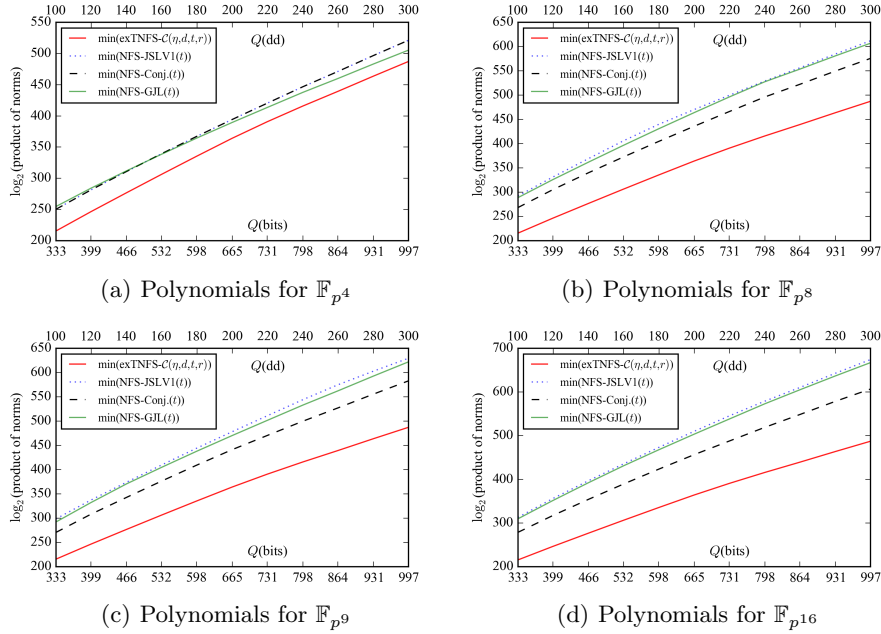 100 120 140 160 180 200 220 240 260 280 300
Q(dd)
550
500
450
400
350
300
250
200
log₂(product of norms)
min(exTNFS-C(η,d,t,r))
min(NFS-JSLV1(t))
min(NFS-Conj.(t))
min(NFS-GJL(t))
Q(bits)
333 399 466 532 598 665 731 798 864 931 997
(a) Polynomials for 𝔽p⁴
100 120 140 160 180 200 220 240 260 280 300
Q(dd)
650
600
550
500
450
400
350
300
250
200
log₂(product of norms)
min(exTNFS-C(η,d,t,r))
min(NFS-JSLV1(t))
min(NFS-Conj.(t))
min(NFS-GJL(t))
Q(bits)
333 399 466 532 598 665 731 798 864 931 997
(b) Polynomials for 𝔽p⁸
100 120 140 160 180 200 220 240 260 280 300
Q(dd)
650
600
550
500
450
400
350
300
250
200
log₂(product of norms)
min(exTNFS-C(η,d,t,r))
min(NFS-JSLV1(t))
min(NFS-Conj.(t))
min(NFS-GJL(t))
Q(bits)
333 399 466 532 598 665 731 798 864 931 997
(c) Polynomials for 𝔽p⁹
100 120 140 160 180 200 220 240 260 280 300
Q(dd)
700
600
500
400
300
200
log₂(product of norms)
min(exTNFS-C(η,d,t,r))
min(NFS-JSLV1(t))
min(NFS-Conj.(t))
min(NFS-GJL(t))
Q(bits)
333 399 466 532 598 665 731 798 864 931 997
(d) Polynomials for 𝔽p¹⁶